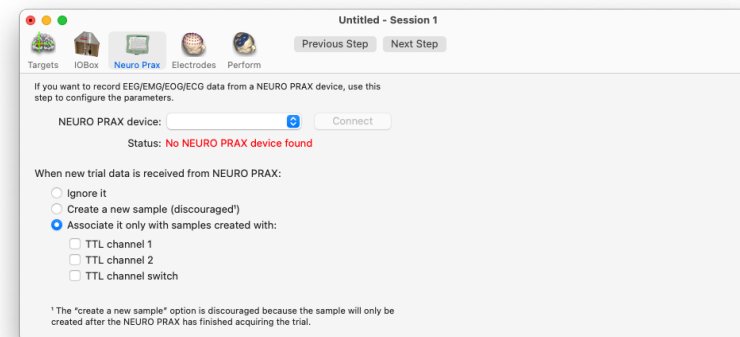 Untitled - Session 1
Previous Step Next Step
Targets IOBox Neuro Prax Electrodes Perform
If you want to record EEG/EMG/EOG/ECG data from a NEURO PRAX device, use this
step to configure the parameters.
NEURO PRAX device: Connect
Status: No NEURO PRAX device found
When new trial data is received from NEURO PRAX:
Ignore it
Create a new sample (discouraged¹)
Associate it only with samples created with:
TTL channel 1
TTL channel 2
TTL channel switch
¹ The "create a new sample" option is discouraged because the sample will only be
created after the NEURO PRAX has finished acquiring the trial.